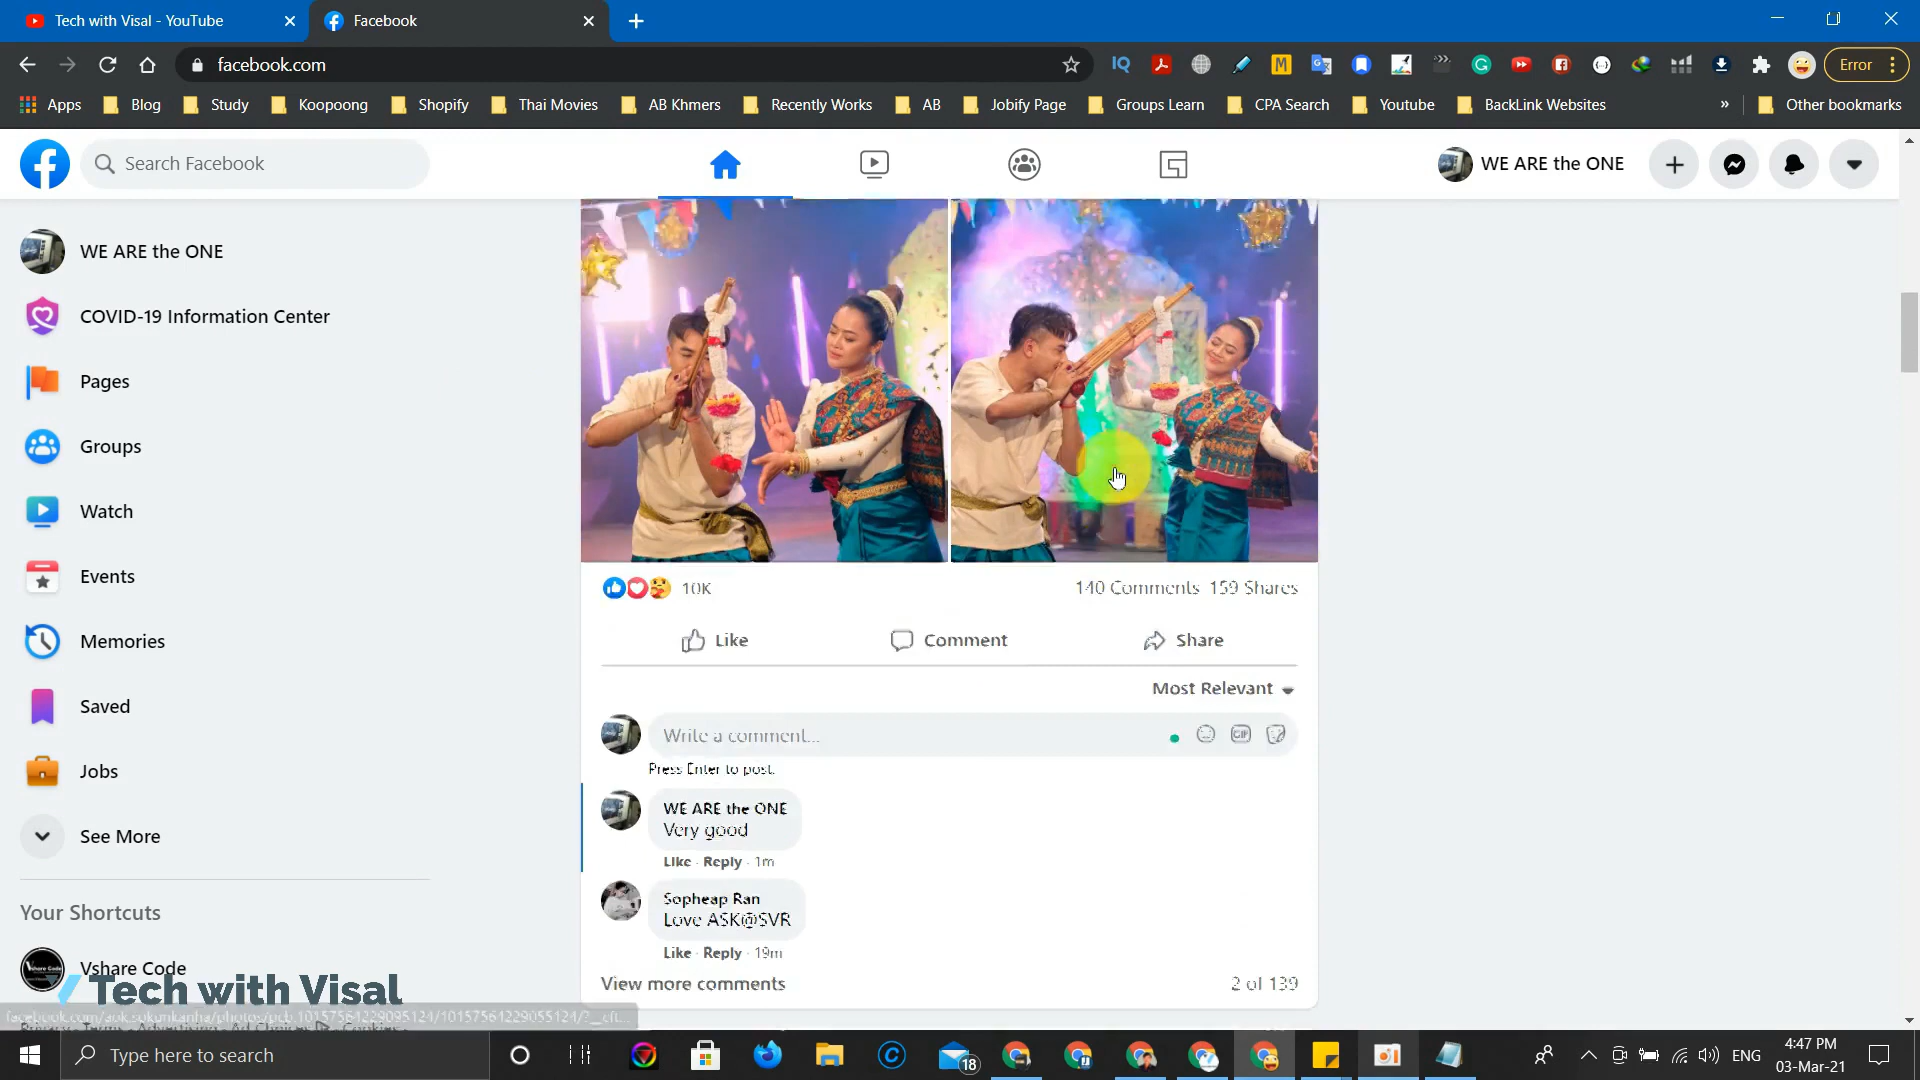 Tech with Visal - YouTube
Facebook
facebook.com
Error
Apps Blog Study Koopoong Shopify Thai Movies AB Khmers Recently Works AB Jobify Page Groups Learn CPA Search Youtube BackLink Websites » Other bookmarks
Search Facebook
WE ARE the ONE
WE ARE the ONE
COVID-19 Information Center
Pages
Groups
Watch
Events
Memories
Saved
Jobs
See More
Your Shortcuts
Vshare Code
Tech with Visal
10K
140 Comments 159 Shares
Like Comment Share
Most Relevant
Write a comment...
GIF
Press Enter to post.
WE ARE the ONE
Very good
Like · Reply · 1m
Sopheap Ran
Love ASK@SVR
Like · Reply · 19m
View more comments
2 of 139
Type here to search
18
ENG
4:47 PM
03-Mar-21